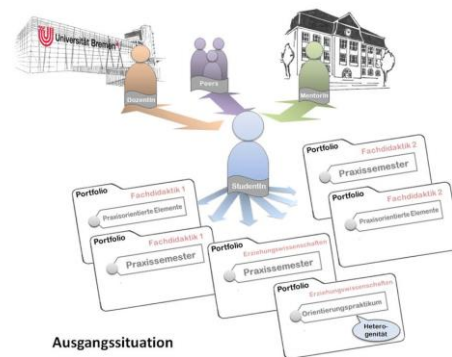 Universität Bremen
Peers
DozentIn
MentorIn
StudentIn
Portfolio
Fachdidaktik 2
Praxissemester
Portfolio
Fachdidaktik 1
Praxisorientierte Elemente
Portfolio
Fachdidaktik 2
Praxisorientierte Elemente
Portfolio
Fachdidaktik 1
Praxissemester
Portfolio
Erziehungswissenschaften
Praxissemester
Portfolio
Erziehungswissenschaften
Orientierungspraktikum
Hetero-
genität
Ausgangssituation